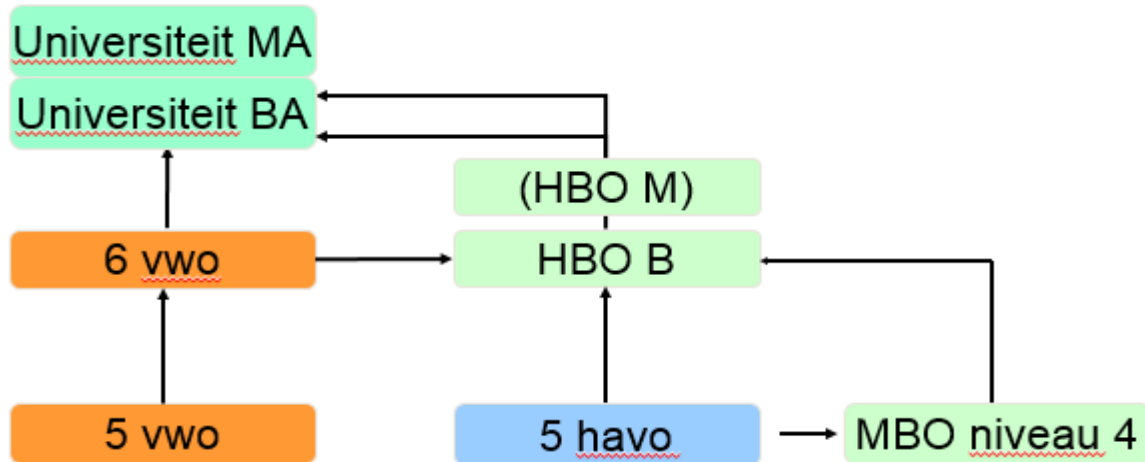 Universiteit MA
Universiteit BA
(HBO M)
6 vwo
HBO B
5 vwo
5 havo
MBO niveau 4